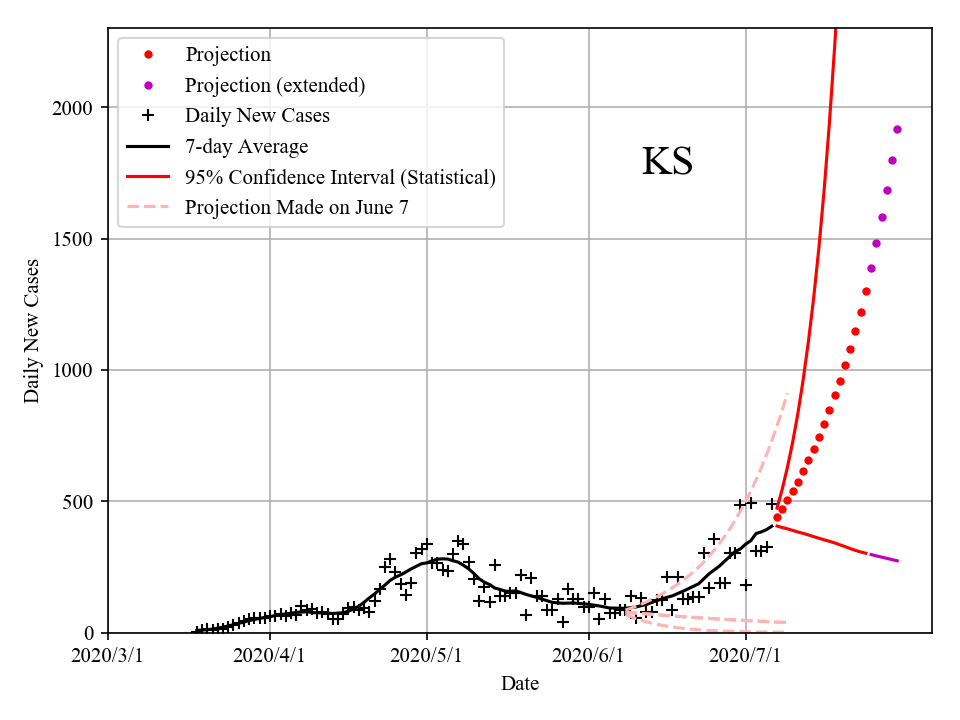 Projection
Projection (extended)
Daily New Cases
7-day Average
95% Confidence Interval (Statistical)
Projection Made on June 7
KS
2000
1500
1000
500
0
Daily New Cases
2020/3/1
2020/4/1
2020/5/1
2020/6/1
2020/7/1
Date